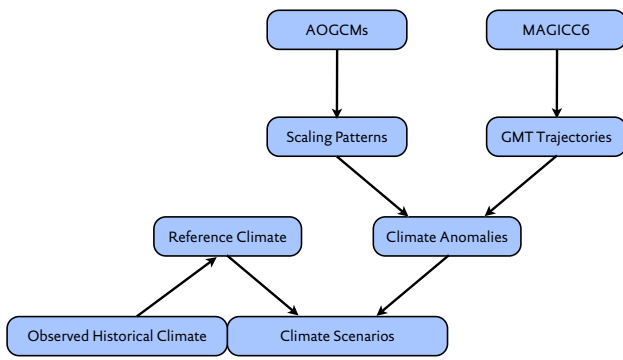 AOGCMs
MAGICC6
Scaling Patterns
GMT Trajectories
Reference Climate
Climate Anomalies
Observed Historical Climate
Climate Scenarios